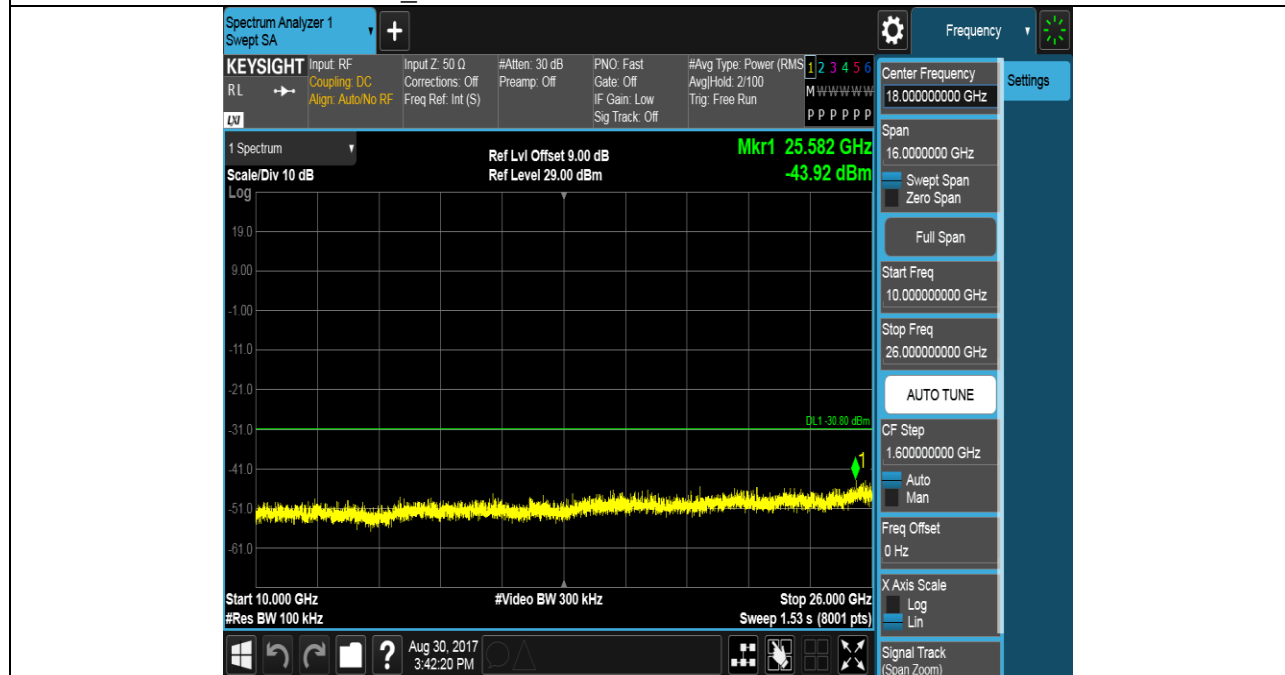 Spectrum Analyzer 1
Swept SA
+
Frequency
KEYSIGHT
RL
LXI
Input: RF
Coupling: DC
Align: Auto/No RF
Input Z: 50 Ω
Corrections: Off
Freq Ref: Int (S)
#Atten: 30 dB
Preamp: Off
PNO: Fast
Gate: Off
IF Gain: Low
Sig Track: Off
#Avg Type: Power (RMS
Avg|Hold: 2/100
Trig: Free Run
1 2 3 4 5 6
M W W W W W
P P P P P P
1 Spectrum
Scale/Div 10 dB
Log
Ref Lvl Offset 9.00 dB
Ref Level 29.00 dBm
Mkr1 25.582 GHz
-43.92 dBm
19.0
9.00
-1.00
-11.0
-21.0
-31.0
-41.0
-51.0
-61.0
DL1 -30.80 dBm
1
Start 10.000 GHz
#Res BW 100 kHz
#Video BW 300 kHz
Stop 26.000 GHz
Sweep 1.53 s (8001 pts)
Center Frequency
18.000000000 GHz
Settings
Span
16.0000000 GHz
Swept Span
Zero Span
Full Span
Start Freq
10.000000000 GHz
Stop Freq
26.000000000 GHz
AUTO TUNE
CF Step
1.600000000 GHz
Auto
Man
Freq Offset
0 Hz
X Axis Scale
Log
Lin
Signal Track
(Span Zoom)
?
Aug 30, 2017
3:42:20 PM